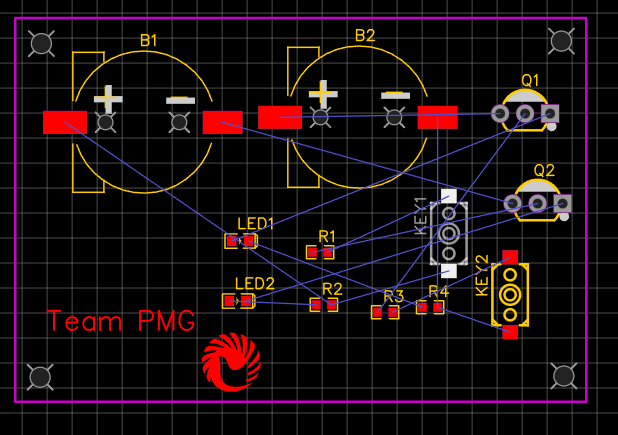 B1
B2
Q1
Q2
KEY1
LED1
R1
KEY2
LED2
R2
R3
R4
Team PMG